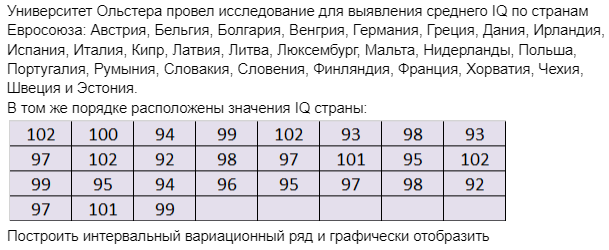 Университет Ольстера провел исследование для выявления среднего IQ по странам
Евросоюза: Австрия, Бельгия, Болгария, Венгрия, Германия, Греция, Дания, Ирландия,
Испания, Италия, Кипр, Латвия, Литва, Люксембург, Мальта, Нидерланды, Польша,
Португалия, Румыния, Словакия, Словения, Финляндия, Франция, Хорватия, Чехия,
Швеция и Эстония.
В том же порядке расположены значения IQ страны:
102 100 94 99 102 93 98 93
97 102 92 98 97 101 95 102
99 95 94 96 95 97 98 92
97 101 99
Построить интервальный вариационный ряд и графически отобразить